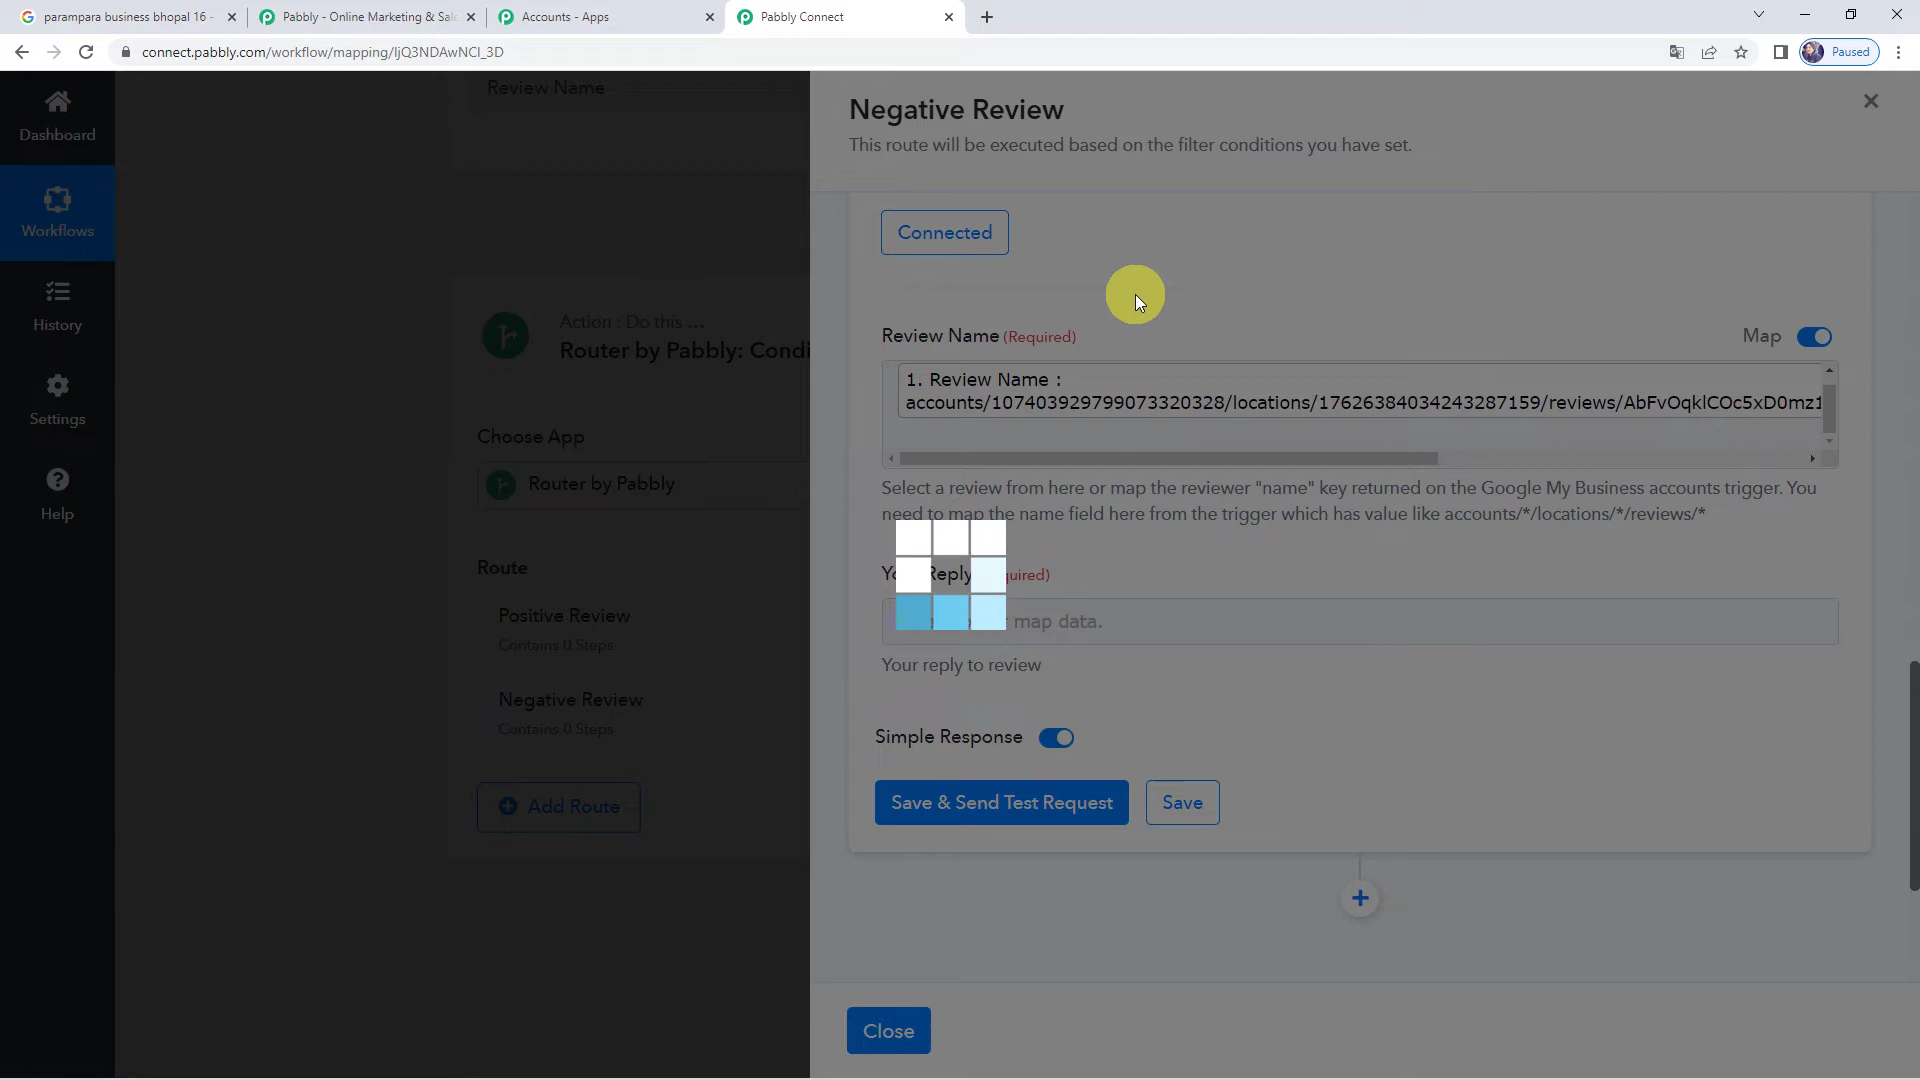 parampara business bhopal 16 -
Pabbly - Online Marketing & Sale
Accounts - Apps
Pabbly Connect
connect.pabbly.com/workflow/mapping/IjQ3NDAwNCI_3D
Paused
Dashboard
Workflows
History
Settings
Help
Review Name
Action : Do this ...
Router by Pabbly: Condi
Choose App
Router by Pabbly
Route
Positive Review
Contains 0 Steps
Negative Review
Contains 0 Steps
Add Route
Negative Review
This route will be executed based on the filter conditions you have set.
Connected
Review Name (Required)
Map
1. Review Name :
accounts/107403929799073320328/locations/17626384034243287159/reviews/AbFvOqklCOc5xD0mz1
Select a review from here or map the reviewer "name" key returned on the Google My Business accounts trigger. You
need to map the name field here from the trigger which has value like accounts/*/locations/*/reviews/*
Reply
map data.
Your reply to review
Simple Response
Save & Send Test Request
Save
Close